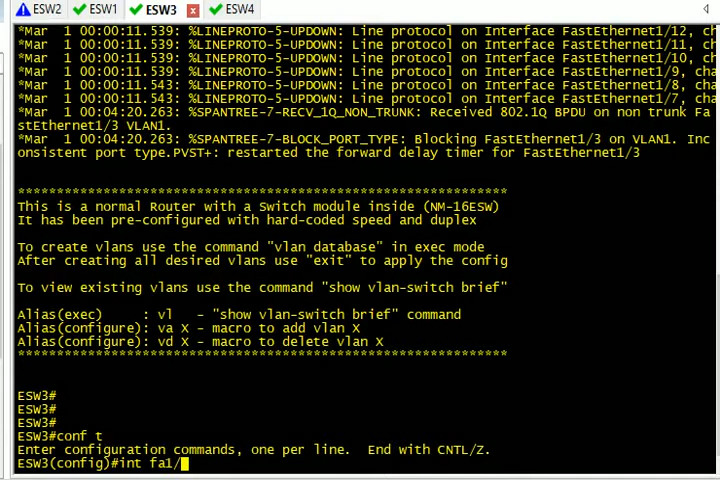 ESW2 ESW1 ESW3 ESW4
*Mar  1 00:00:11.539: %LINEPROTO-5-UPDOWN: Line protocol on Interface FastEthernet1/12, ch
*Mar  1 00:00:11.539: %LINEPROTO-5-UPDOWN: Line protocol on Interface FastEthernet1/11, ch
*Mar  1 00:00:11.539: %LINEPROTO-5-UPDOWN: Line protocol on Interface FastEthernet1/10, ch
*Mar  1 00:00:11.539: %LINEPROTO-5-UPDOWN: Line protocol on Interface FastEthernet1/9, cha
*Mar  1 00:00:11.543: %LINEPROTO-5-UPDOWN: Line protocol on Interface FastEthernet1/8, cha
*Mar  1 00:00:11.543: %LINEPROTO-5-UPDOWN: Line protocol on Interface FastEthernet1/7, cha
*Mar  1 00:04:20.263: %SPANTREE-7-RECV_1Q_NON_TRUNK: Received 802.1Q BPDU on non trunk Fa
stEthernet1/3 VLAN1.
*Mar  1 00:04:20.263: %SPANTREE-7-BLOCK_PORT_TYPE: Blocking FastEthernet1/3 on VLAN1. Inc
onsistent port type.PVST+: restarted the forward delay timer for FastEthernet1/3
***************************************************************
This is a normal Router with a Switch module inside (NM-16ESW)
It has been pre-configured with hard-coded speed and duplex
To create vlans use the command "vlan database" in exec mode
After creating all desired vlans use "exit" to apply the config
To view existing vlans use the command "show vlan-switch brief"
Alias(exec)     : vl   - "show vlan-switch brief" command
Alias(configure): va X - macro to add vlan X
Alias(configure): vd X - macro to delete vlan X
***************************************************************
ESW3#
ESW3#
ESW3#
ESW3#conf t
Enter configuration commands, one per line.  End with CNTL/Z.
ESW3(config)#int fa1/